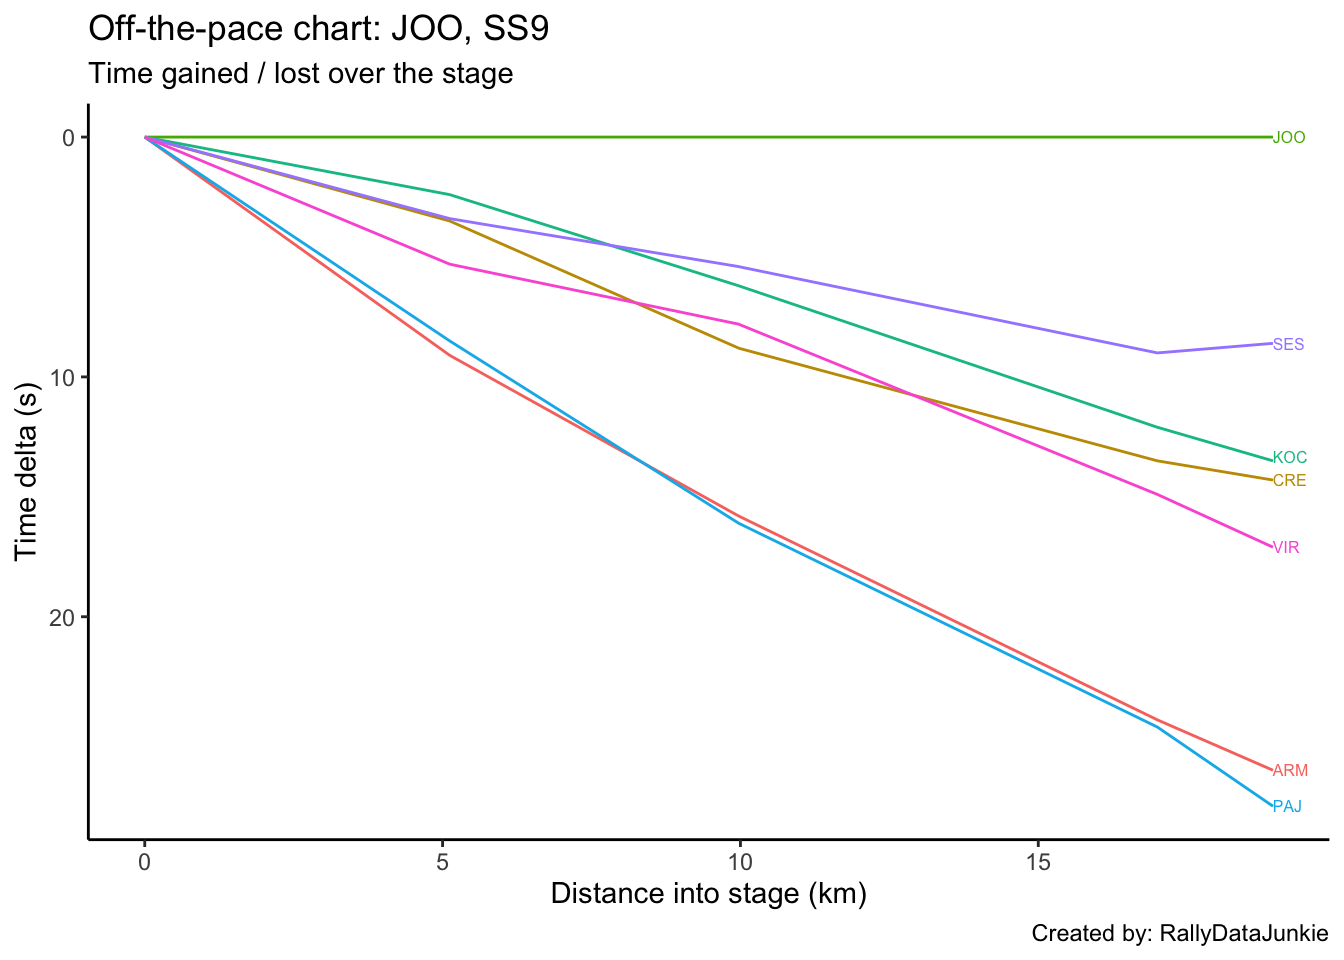 Off-the-pace chart: JOO, SS9
Time gained / lost over the stage
Time delta (s)
0
10
20
JOO
SES
KOC
CRE
VIR
ARM
PAJ
0 5 10 15
Distance into stage (km)
Created by: RallyDataJunkie